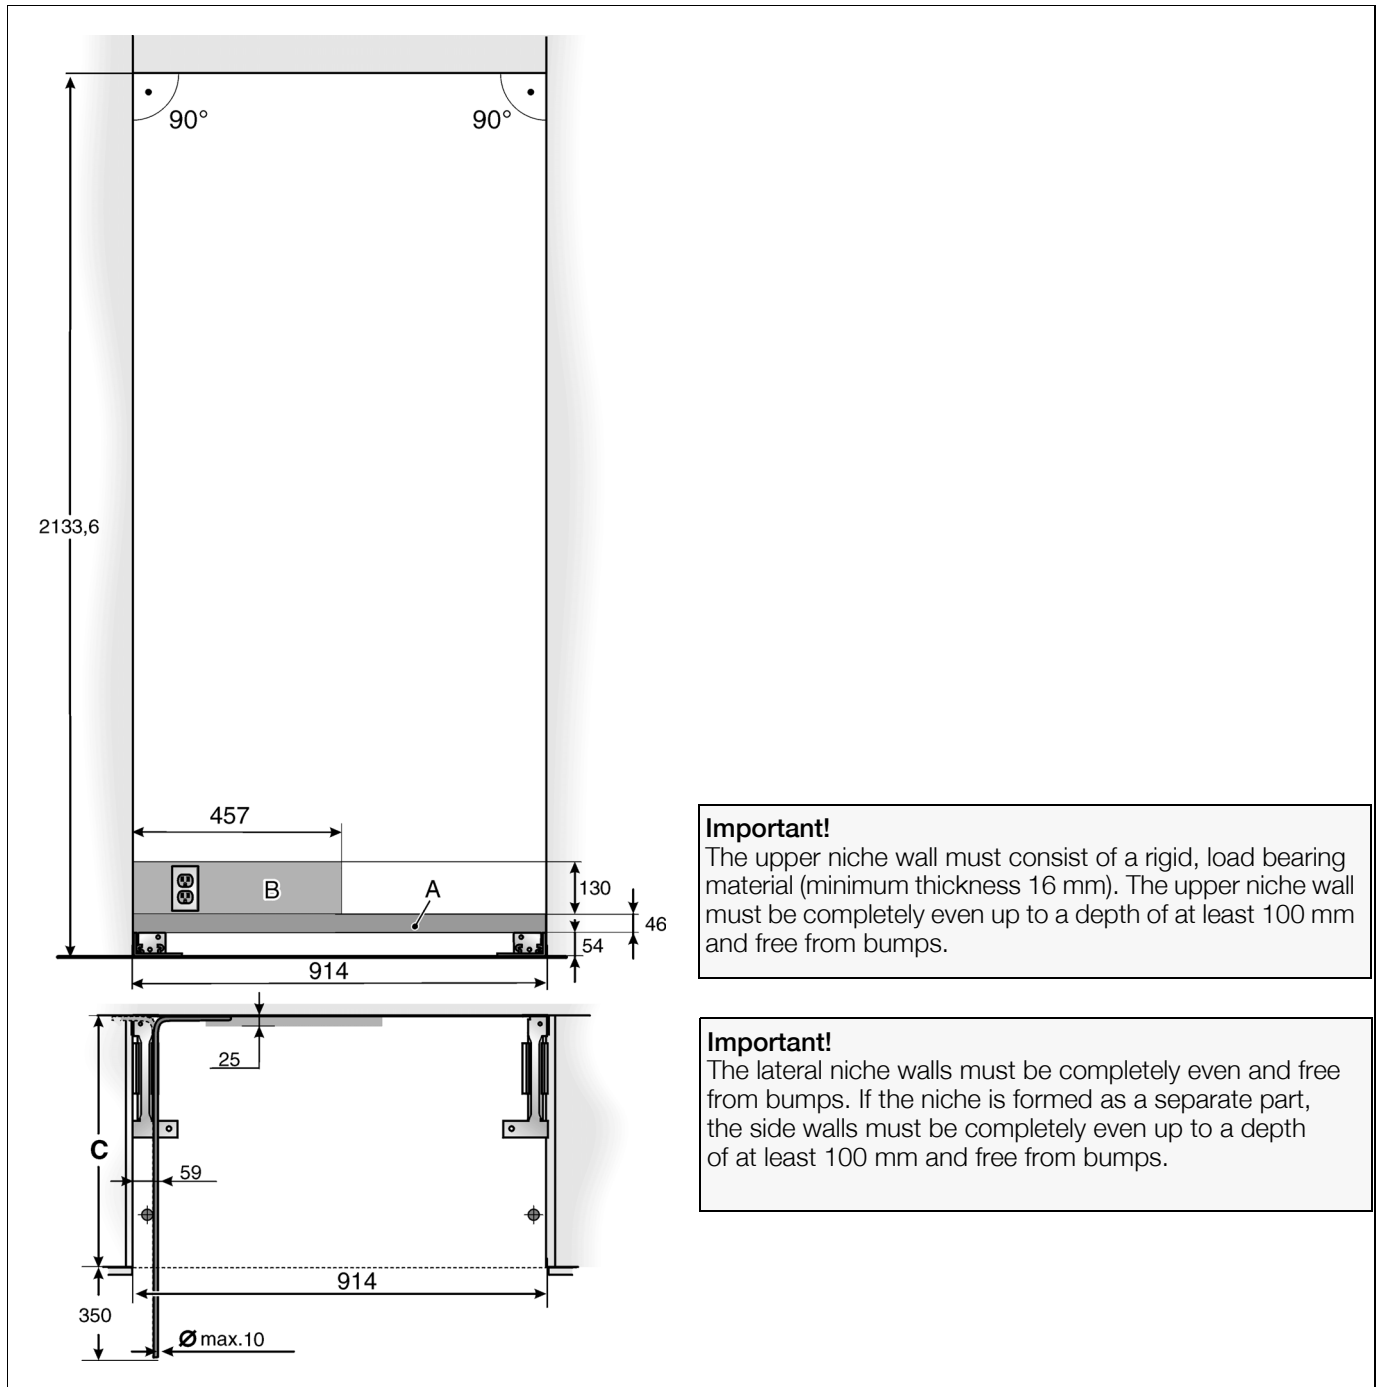 90°
90°
2133,6
457
B
A
130
46
54
914
25
C
59
914
350
Ø max.10
Important!
The upper niche wall must consist of a rigid, load bearing
material (minimum thickness 16 mm). The upper niche wall
must be completely even up to a depth of at least 100 mm
and free from bumps.
Important!
The lateral niche walls must be completely even and free
from bumps. If the niche is formed as a separate part,
the side walls must be completely even up to a depth
of at least 100 mm and free from bumps.